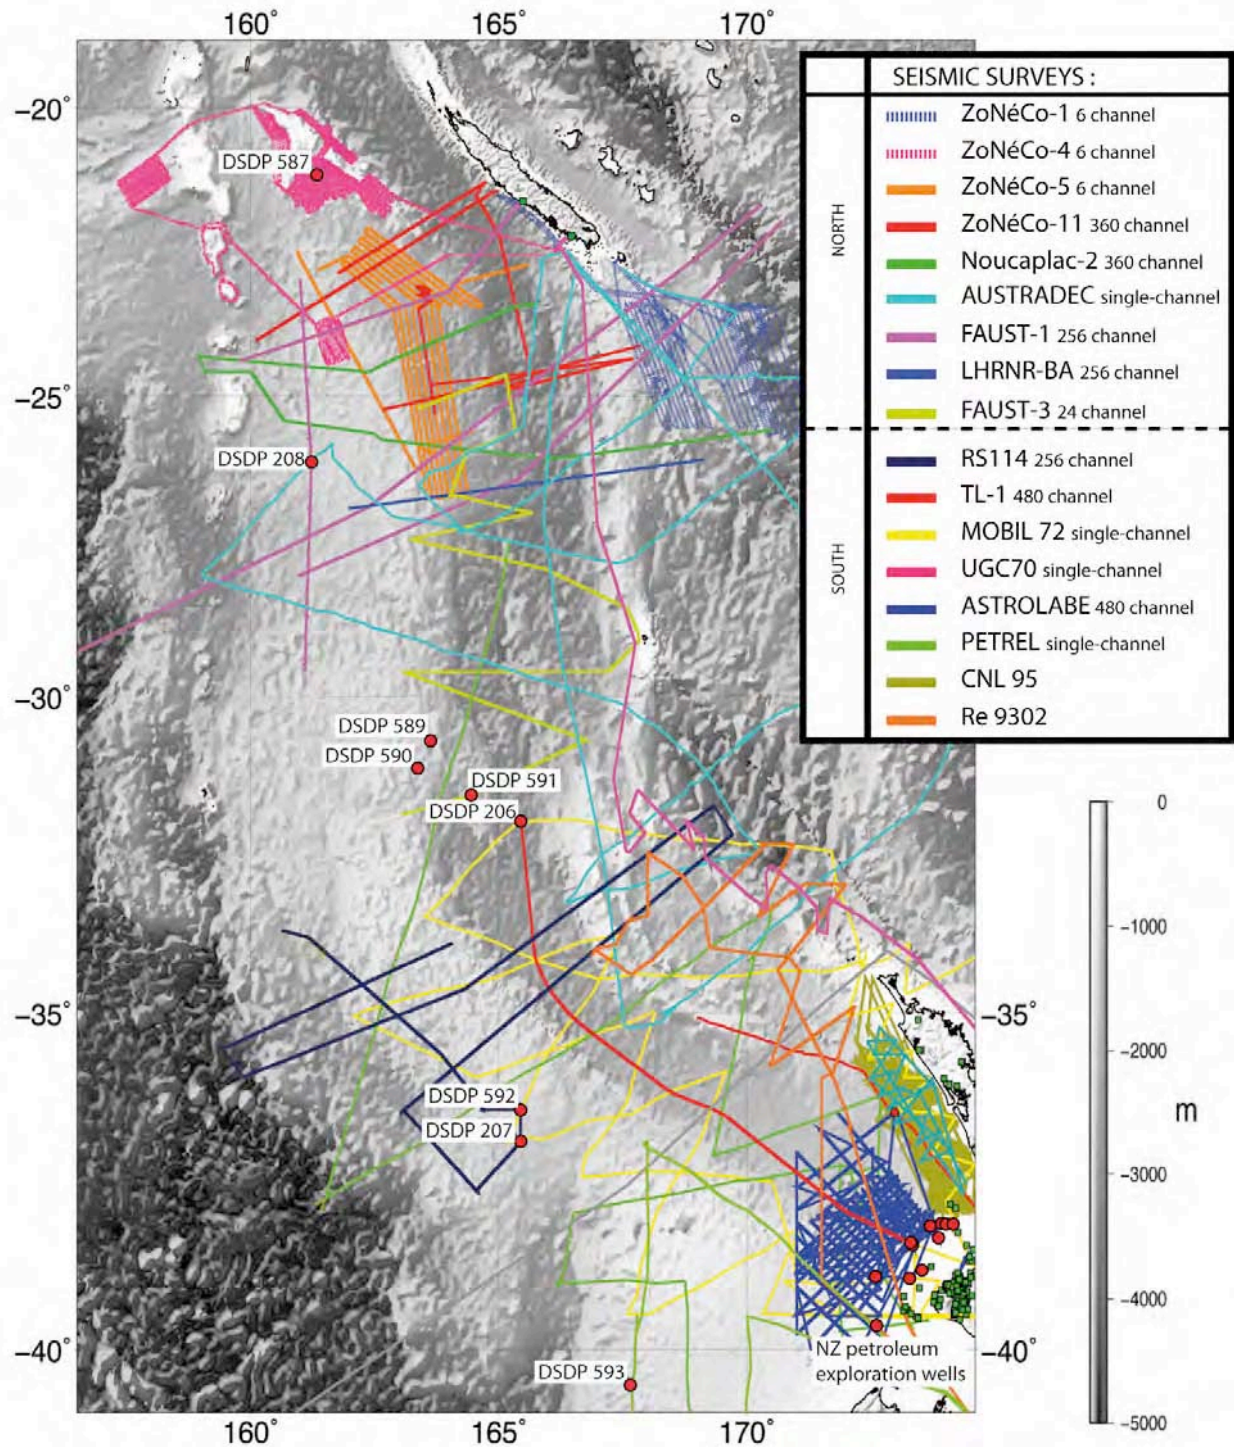 160° 165° 170°
SEISMIC SURVEYS :
NORTH
ZoNéCo-1 6 channel
ZoNéCo-4 6 channel
ZoNéCo-5 6 channel
ZoNéCo-11 360 channel
Noucaplac-2 360 channel
AUSTRADEC single-channel
FAUST-1 256 channel
LHRNR-BA 256 channel
FAUST-3 24 channel
SOUTH
RS114 256 channel
TL-1 480 channel
MOBIL 72 single-channel
UGC70 single-channel
ASTROLABE 480 channel
PETREL single-channel
CNL 95
Re 9302
−20°
DSDP 587
−25°
DSDP 208
−30°
DSDP 589
DSDP 590
DSDP 591
DSDP 206
−35° −35°
DSDP 592
DSDP 207
−40° −40°
NZ petroleum
exploration wells
DSDP 593
160° 165° 170°
0
−1000
−2000
m
−3000
−4000
−5000